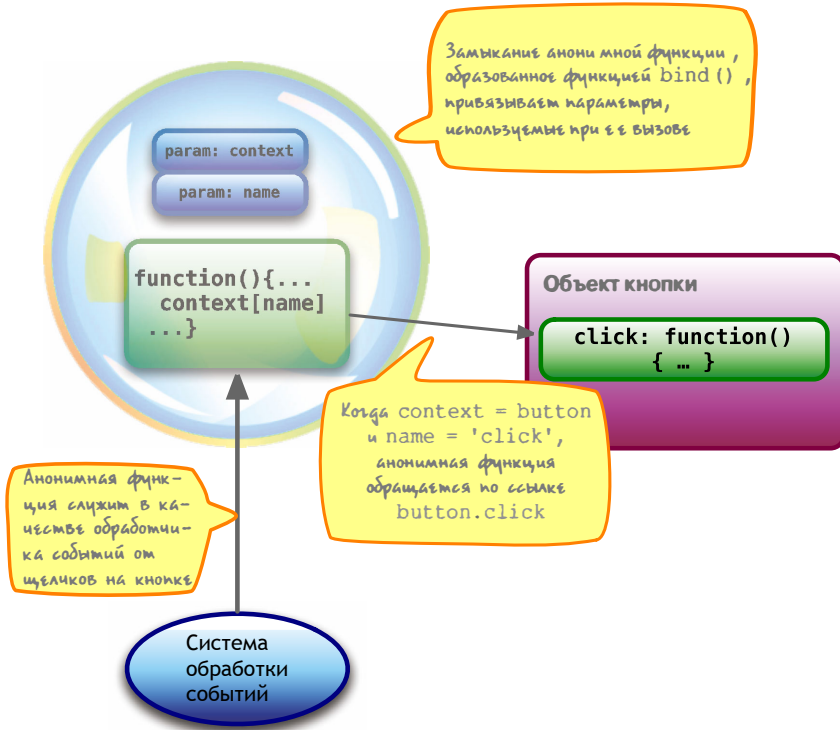 Замыкание анонимной функции,
образованное функцией bind(),
привязывает параметры,
используемые при ее вызове
param: context
param: name
function(){...
context[name]
...}
Объект кнопки
click: function()
{ … }
Когда context = button
и name = 'click',
анонимная функция
обращается по ссылке
button.click
Анонимная функ-
ция служит в ка-
честве обработчи-
ка событий от
щелчков на кнопке
Система
обработки
событий